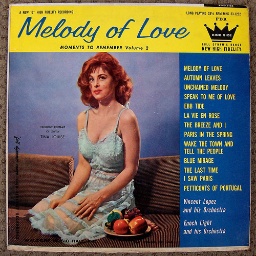 Melody of Love
MOMENTS TO REMEMBER Volume 2
MELODY OF LOVE
AUTUMN LEAVES
UNCHAINED MELODY
SPEAK TO ME OF LOVE
EBB TIDE
LA VIE EN ROSE
THE BREEZE AND I
PARIS IN THE SPRING
WAKE THE TOWN AND
TELL THE PEOPLE
BLUE MIRAGE
THE LAST TIME
I SAW PARIS
PETTICOATS OF PORTUGAL
Vincent Lopez
and his Orchestra
Enoch Light
and his Orchestra